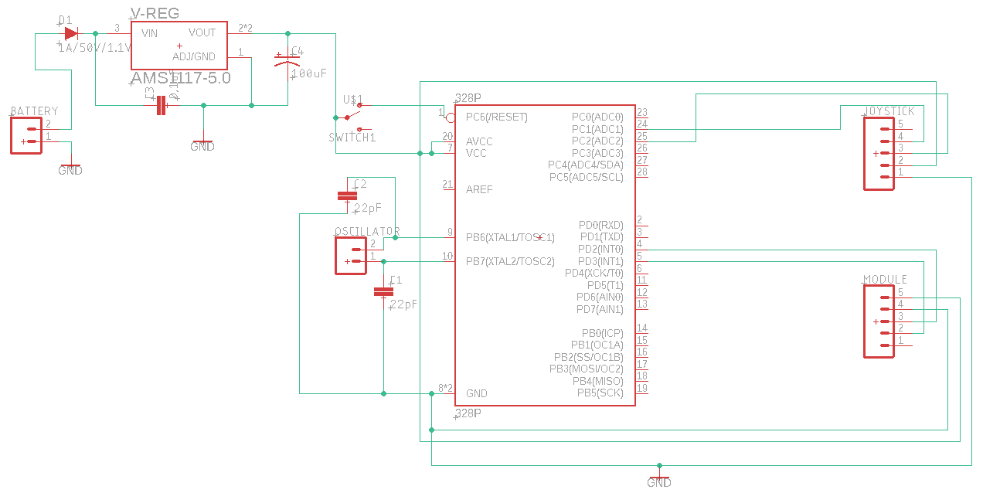 V-REG
D1
3
VIN
VOUT
2*2
1A/50V/1.1V
ADJ/GND
1
AMS1117-5.0
C3
0,1uF
C4
100uF
GND
BATTERY
2
1
GND
U$1
SWITCH1
328P
1
PC6(/RESET)
20
AVCC
7
VCC
21
AREF
9
PB6(XTAL1/TOSC1)
10
PB7(XTAL2/TOSC2)
8*2
GND
PC0(ADC0)
23
PC1(ADC1)
24
PC2(ADC2)
25
PC3(ADC3)
26
PC4(ADC4/SDA)
27
PC5(ADC5/SCL)
28
PD0(RXD)
2
PD1(TXD)
3
PD2(INT0)
4
PD3(INT1)
5
PD4(XCK/T0)
6
PD5(T1)
11
PD6(AIN0)
12
PD7(AIN1)
13
PB0(ICP)
14
PB1(OC1A)
15
PB2(SS/OC1B)
16
PB3(MOSI/OC2)
17
PB4(MISO)
18
PB5(SCK)
19
328P
C2
22pF
OSCILLATOR
2
1
C1
22pF
JOYSTICK
5
4
3
2
1
MODULE
5
4
3
2
1
GND